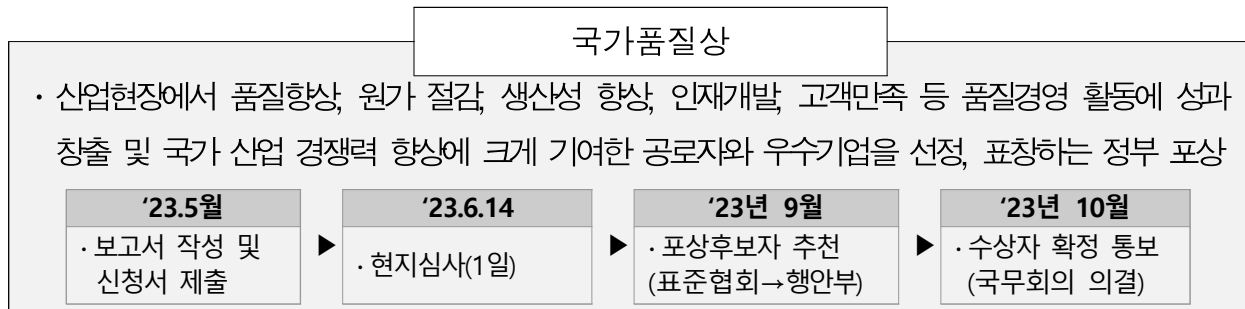 국가품질상
· 산업현장에서 품질향상, 원가 절감, 생산성 향상, 인재개발, 고객만족 등 품질경영 활동에 성과
창출 및 국가 산업 경쟁력 향상에 크게 기여한 공로자와 우수기업을 선정, 표창하는 정부 포상
‘23.5월
· 보고서 작성 및
신청서 제출
▶
‘23.6.14
· 현지심사(1일)
▶
‘23년 9월
· 포상후보자 추천
(표준협회→행안부)
▶
‘23년 10월
· 수상자 확정 통보
(국무회의 의결)